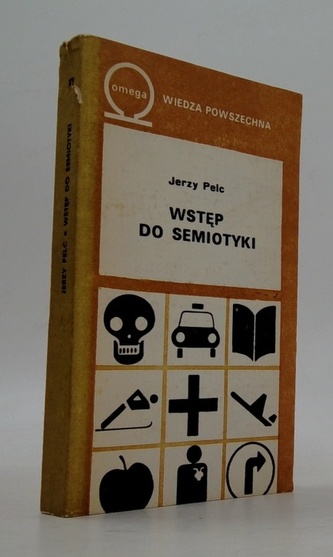 omega
WIEDZA POWSZECHNA
Jerzy Pelc
WSTĘP
DO SEMIOTYKI
JERZY PELC • WSTĘP DO SEMIOTYKI